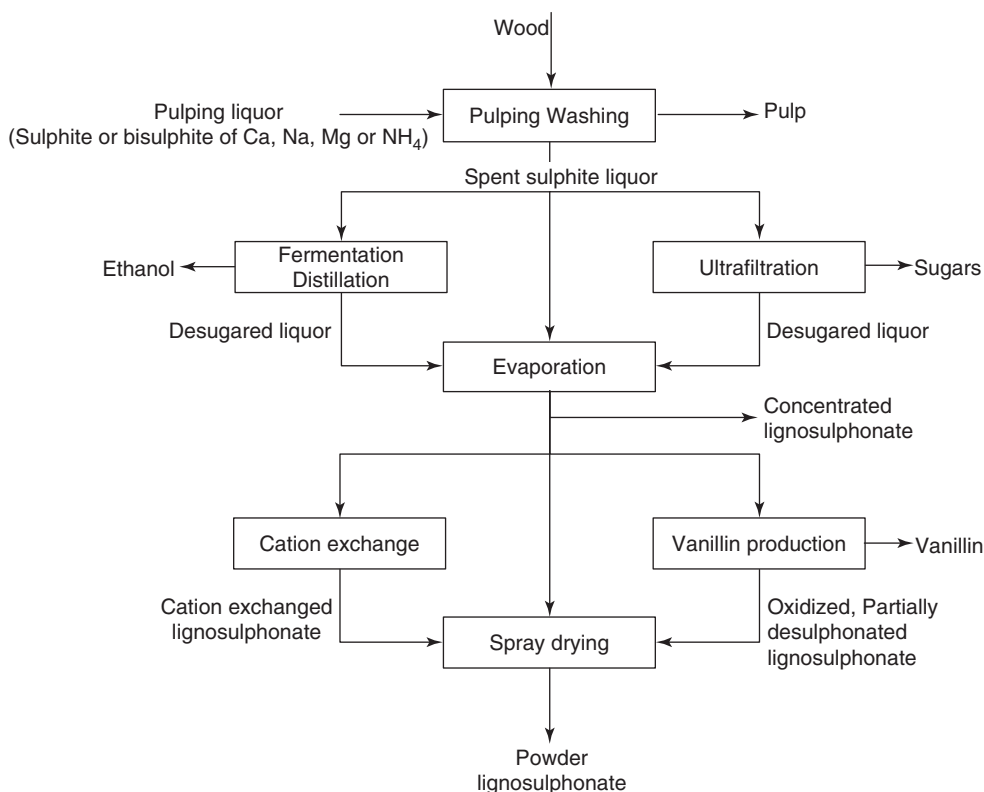 Wood
Pulping liquor
(Sulphite or bisulphite of Ca, Na, Mg or NH4)
Pulping Washing
Pulp
Spent sulphite liquor
Ethanol
Fermentation
Distillation
Ultrafiltration
Sugars
Desugared liquor
Desugared liquor
Evaporation
Concentrated
lignosulphonate
Cation exchange
Vanillin production
Vanillin
Cation exchanged
lignosulphonate
Spray drying
Oxidized, Partially
desulphonated
lignosulphonate
Powder
lignosulphonate